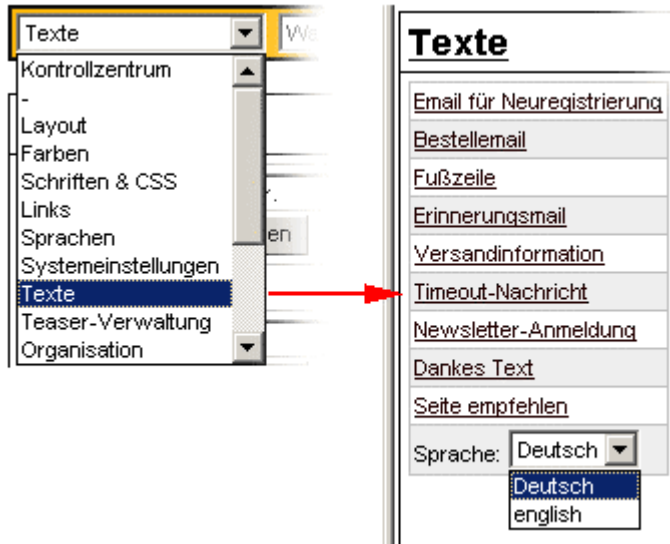 Texte
Kontrollzentrum
-
Layout
Farben
Schriften & CSS
Links
Sprachen
en
Systemeinstellungen
Texte
Teaser-Verwaltung
Organisation
Texte
Email für Neuregistrierung
Bestellemail
Fußzeile
Erinnerungsmail
Versandinformation
Timeout-Nachricht
Newsletter-Anmeldung
Dankes Text
Seite empfehlen
Sprache: Deutsch
Deutsch
english